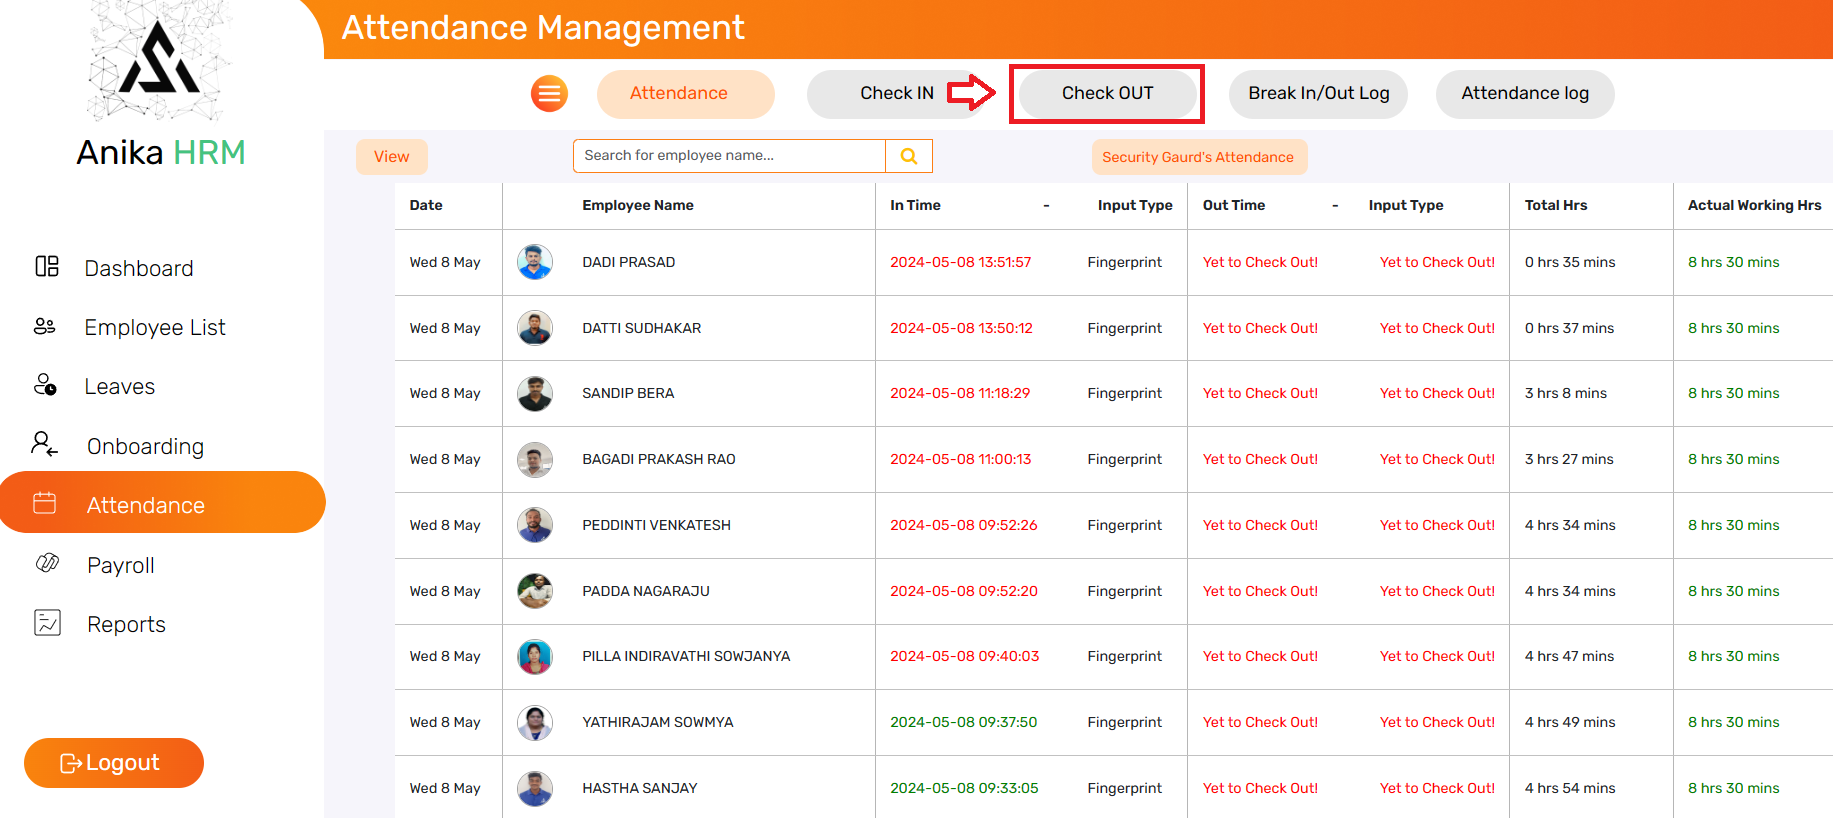 Attendance Management
Attendance
Check IN
Check OUT
Break In/Out Log
Attendance log
Anika HRM
View
Search for employee name...
Security Gaurd's Attendance
Date Employee Name In Time - Input Type Out Time - Input Type Total Hrs Actual Working Hrs
Wed 8 May DADI PRASAD 2024-05-08 13:51:57 Fingerprint Yet to Check Out! Yet to Check Out! 0 hrs 35 mins 8 hrs 30 mins
Wed 8 May DATTI SUDHAKAR 2024-05-08 13:50:12 Fingerprint Yet to Check Out! Yet to Check Out! 0 hrs 37 mins 8 hrs 30 mins
Wed 8 May SANDIP BERA 2024-05-08 11:18:29 Fingerprint Yet to Check Out! Yet to Check Out! 3 hrs 8 mins 8 hrs 30 mins
Wed 8 May BAGADI PRAKASH RAO 2024-05-08 11:00:13 Fingerprint Yet to Check Out! Yet to Check Out! 3 hrs 27 mins 8 hrs 30 mins
Wed 8 May PEDDINTI VENKATESH 2024-05-08 09:52:26 Fingerprint Yet to Check Out! Yet to Check Out! 4 hrs 34 mins 8 hrs 30 mins
Wed 8 May PADDA NAGARAJU 2024-05-08 09:52:20 Fingerprint Yet to Check Out! Yet to Check Out! 4 hrs 34 mins 8 hrs 30 mins
Wed 8 May PILLA INDIRAVATHI SOWJANYA 2024-05-08 09:40:03 Fingerprint Yet to Check Out! Yet to Check Out! 4 hrs 47 mins 8 hrs 30 mins
Wed 8 May YATHIRAJAM SOWMYA 2024-05-08 09:37:50 Fingerprint Yet to Check Out! Yet to Check Out! 4 hrs 49 mins 8 hrs 30 mins
Wed 8 May HASTHA SANJAY 2024-05-08 09:33:05 Fingerprint Yet to Check Out! Yet to Check Out! 4 hrs 54 mins 8 hrs 30 mins
Dashboard
Employee List
Leaves
Onboarding
Attendance
Payroll
Reports
Logout